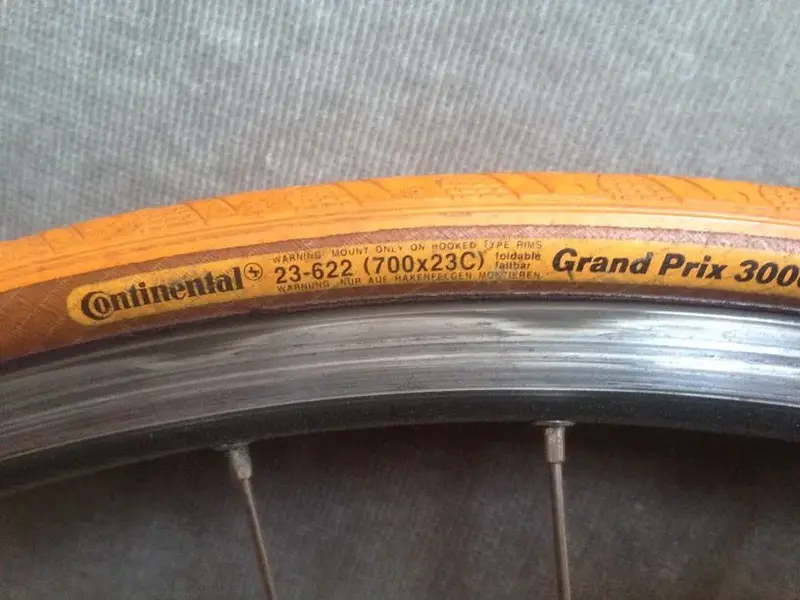 WARNING: MOUNT ONLY ON HOOKED TYPE RIMS
Continental 23-622 (700x23C) foldable faltbar Grand Prix 3000
WARNUNG: NUR AUF HAKENFELGEN MONTIEREN